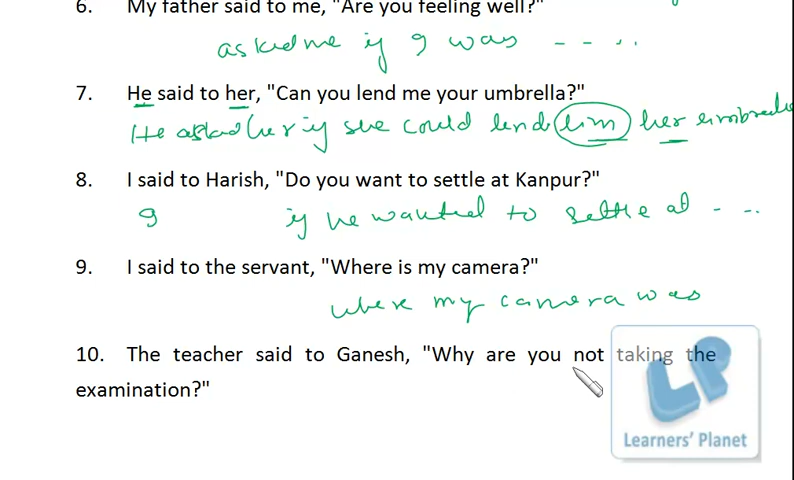 6. My father said to me, "Are you feeling well?"
asked me if I was - - - . .
7. He said to her, "Can you lend me your umbrella?"
He asked her if she could lend him her umbrella
8. I said to Harish, "Do you want to settle at Kanpur?"
I if he wanted to settle at - - ..
9. I said to the servant, "Where is my camera?"
where my camera was
10. The teacher said to Ganesh, "Why are you not taking the
examination?"
LP
Learners' Planet